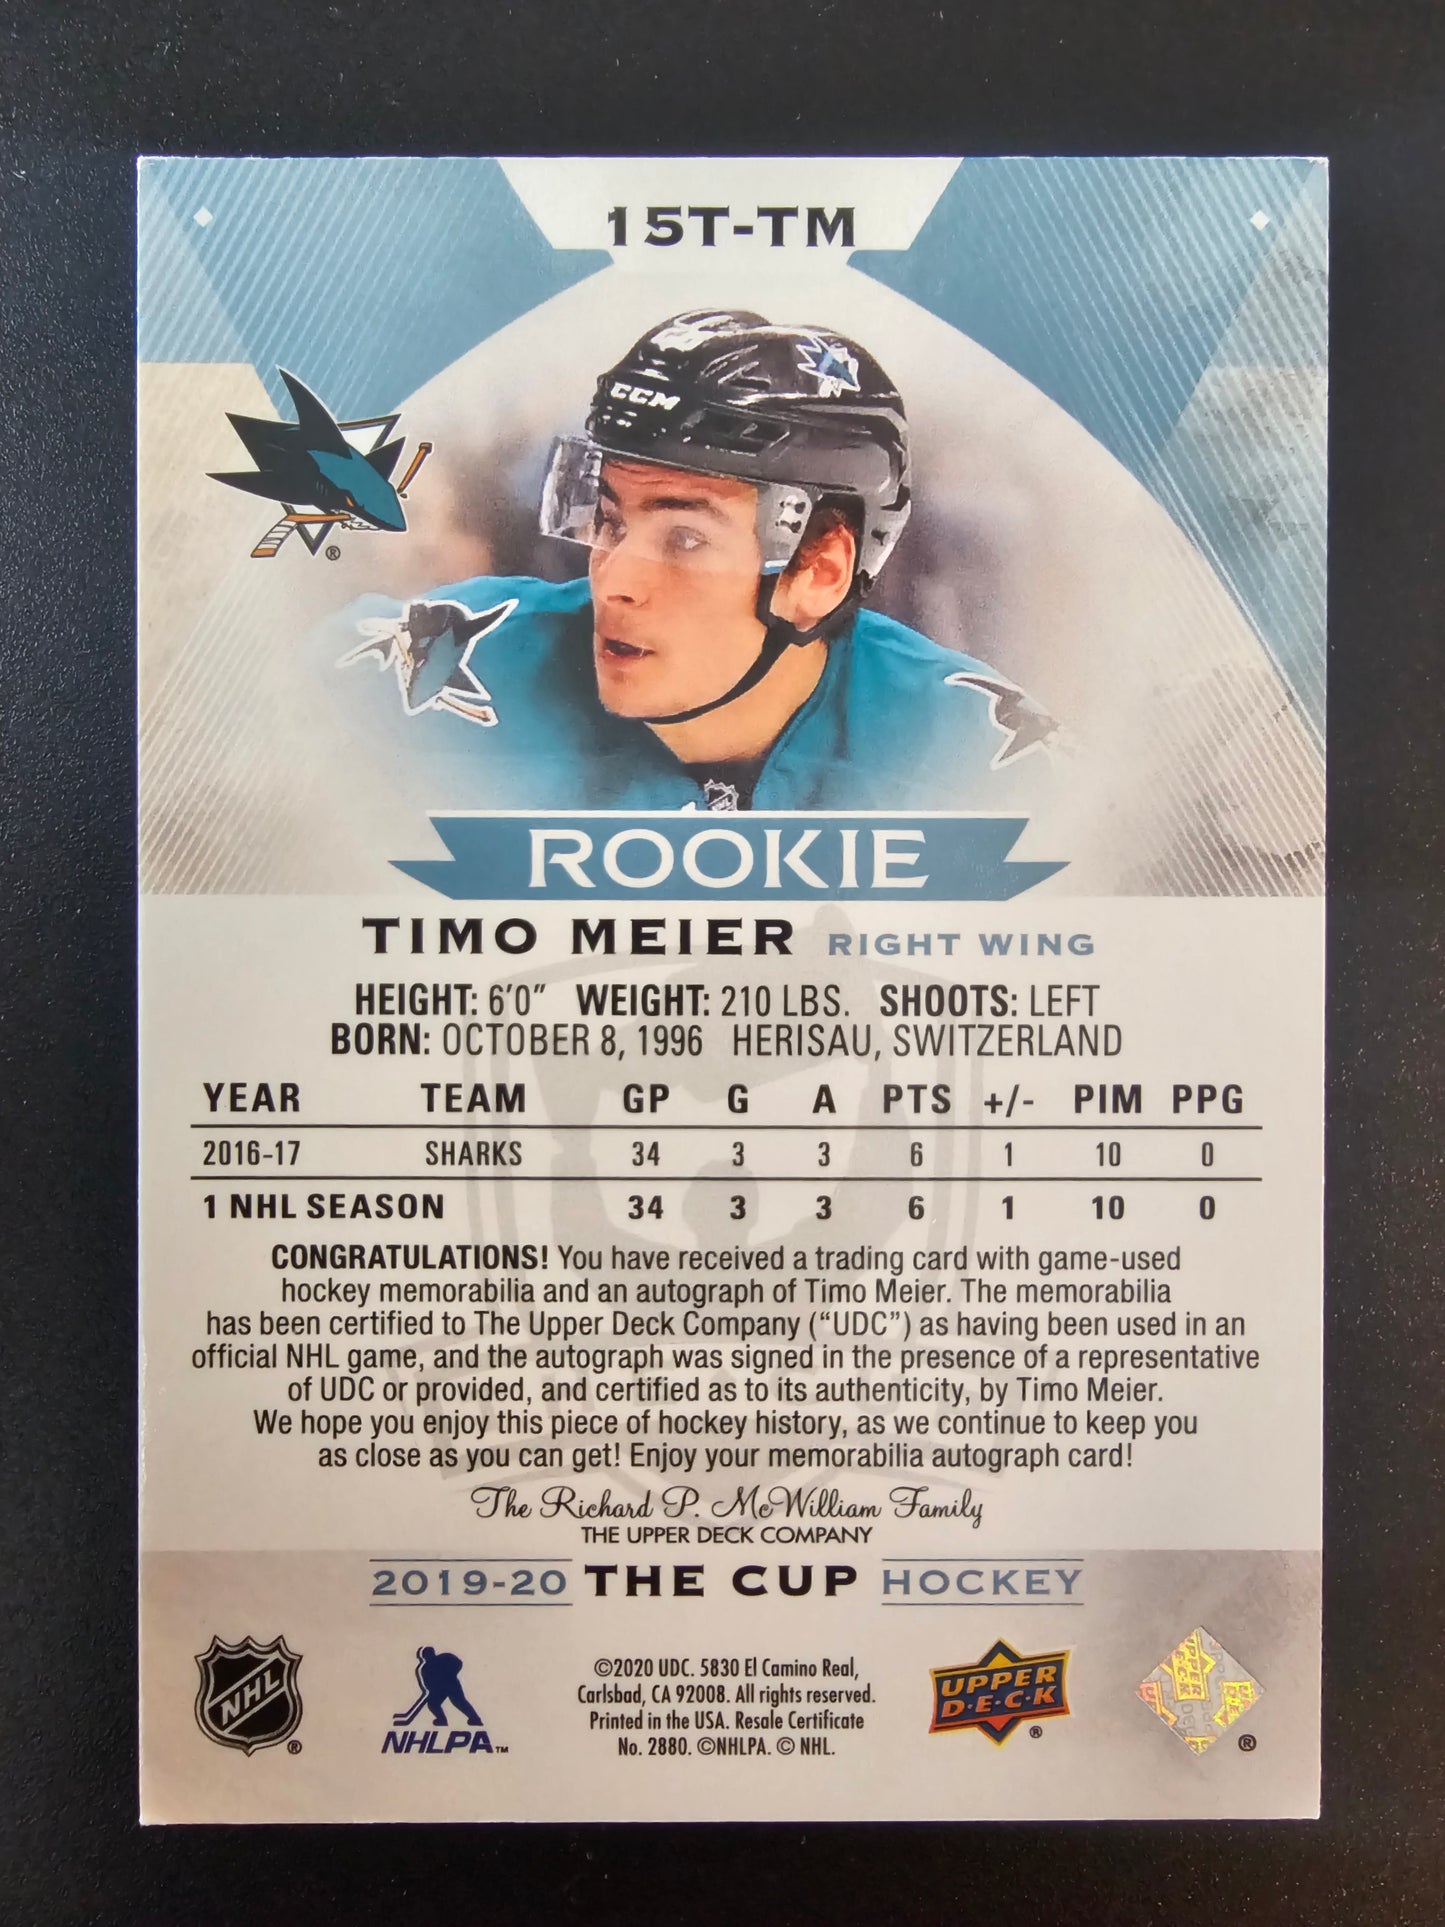 15T-TM
CCM
ROOKIE
TIMO MEIER RIGHT WING
HEIGHT: 6'0" WEIGHT: 210 LBS. SHOOTS: LEFT
BORN: OCTOBER 8, 1996 HERISAU, SWITZERLAND
YEAR TEAM GP G A PTS +/- PIM PPG
2016-17 SHARKS 34 3 3 6 1 10 0
1 NHL SEASON 34 3 3 6 1 10 0
CONGRATULATIONS! You have received a trading card with game-used
hockey memorabilia and an autograph of Timo Meier. The memorabilia
has been certified to The Upper Deck Company (“UDC”) as having been used in an
official NHL game, and the autograph was signed in the presence of a representative
of UDC or provided, and certified as to its authenticity, by Timo Meier.
We hope you enjoy this piece of hockey history, as we continue to keep you
as close as you can get! Enjoy your memorabilia autograph card!
The Richard P. McWilliam Family
THE UPPER DECK COMPANY
2019-20 THE CUP HOCKEY
NHL ®
NHLPA™
©2020 UDC. 5830 El Camino Real,
Carlsbad, CA 92008. All rights reserved.
Printed in the USA. Resale Certificate
No. 2880. ©NHLPA. © NHL.
UPPER
D·E·C·K ®
UPPER
DECK ®